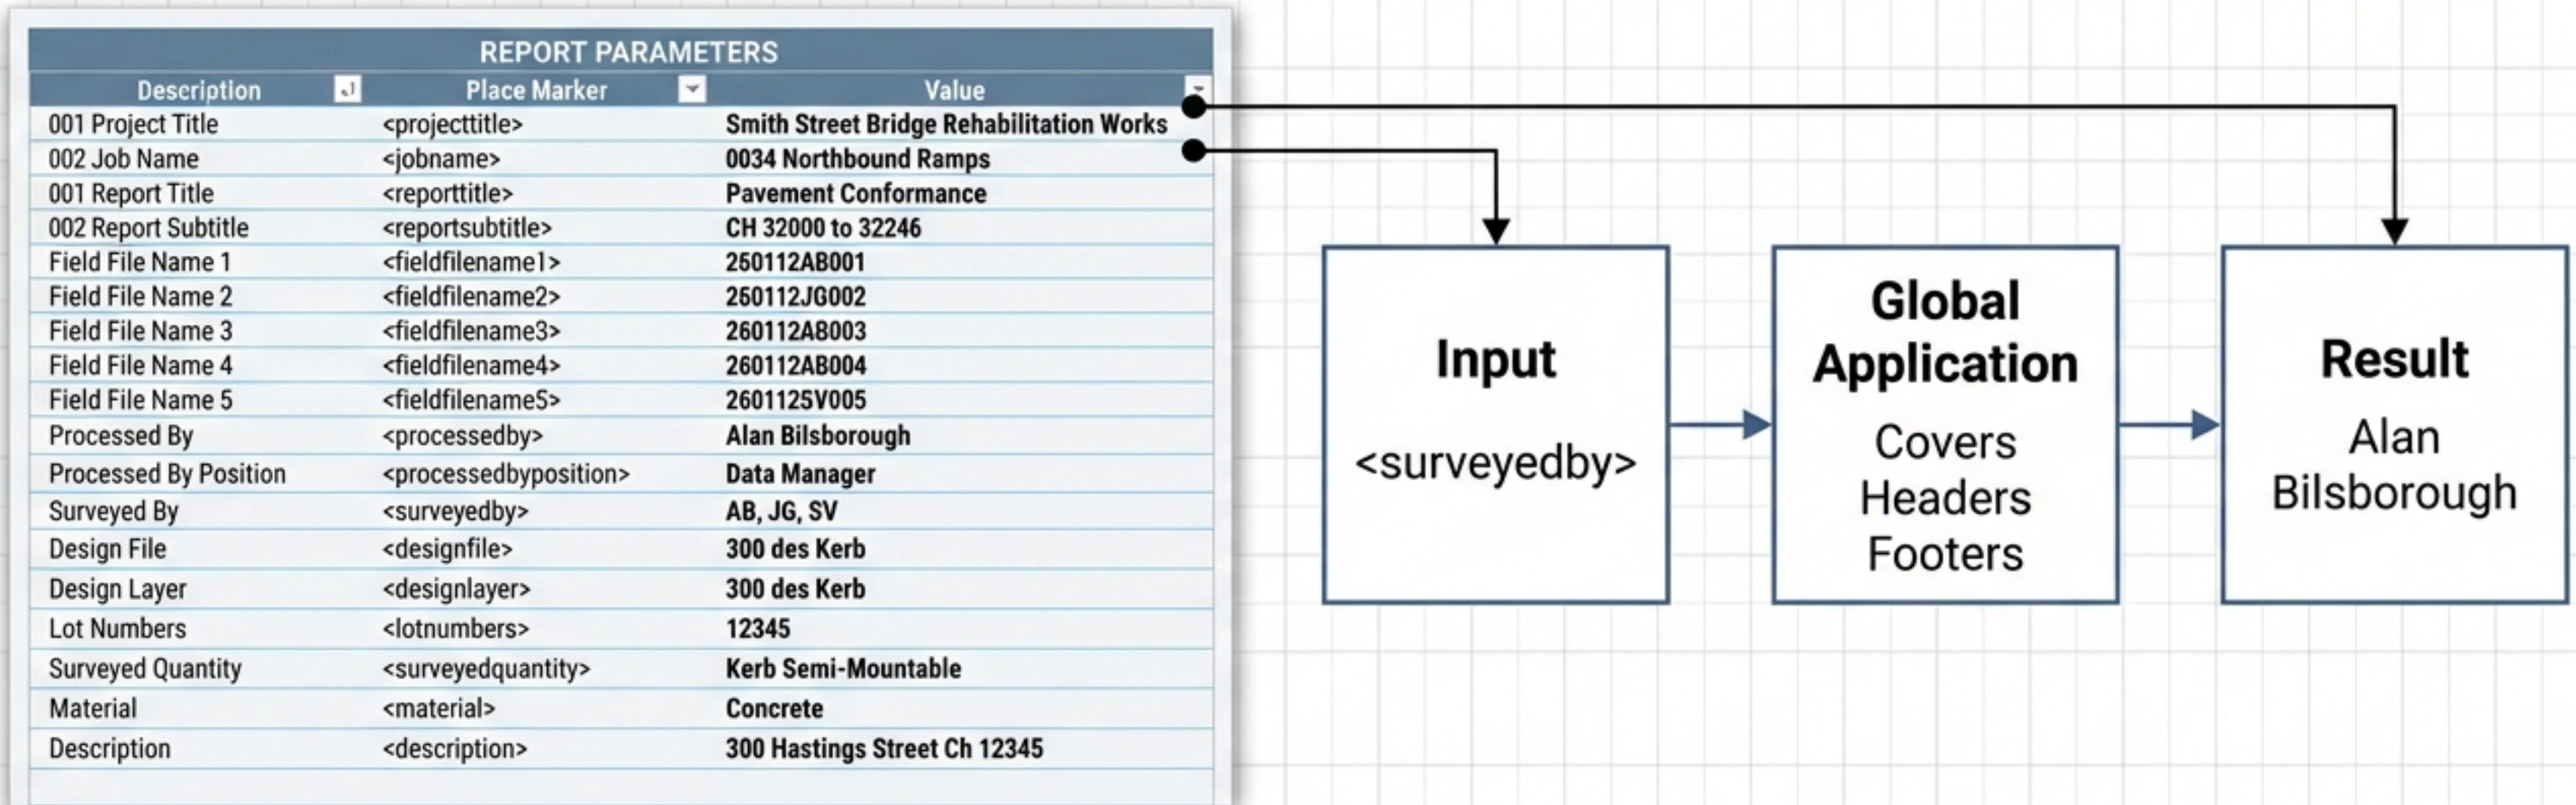 REPORT PARAMETERS
Description Place Marker Value
001 Project Title <projecttitle> Smith Street Bridge Rehabilitation Works
002 Job Name <jobname> 0034 Northbound Ramps
001 Report Title <reporttitle> Pavement Conformance
002 Report Subtitle <reportsubtitle> CH 32000 to 32246
Field File Name 1 <fieldfilename1> 250112AB001
Field File Name 2 <fieldfilename2> 260112JG002
Field File Name 3 <fieldfilename3> 260112AB003
Field File Name 4 <fieldfilename4> 260112AB004
Field File Name 5 <fieldfilename5> 260112SV005
Processed By <processedby> Alan Bilsborough
Processed By Position <processedbyposition> Data Manager
Surveyed By <surveyedby> AB, JG, SV
Design File <designfile> 300 des Kerb
Design Layer <designlayer> 300 des Kerb
Lot Numbers <lotnumbers> 12345
Surveyed Quantity <surveyedquantity> Kerb Semi-Mountable
Material <material> Concrete
Description <description> 300 Hastings Street Ch 12345
Input
<surveyedby>
Global
Application
Covers
Headers
Footers
Result
Alan
Bilsborough